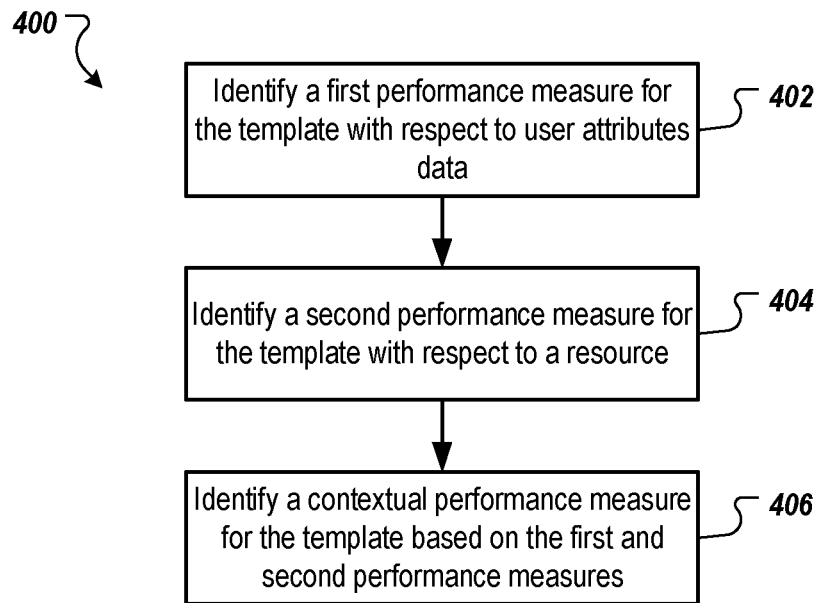 400
Identify a first performance measure for
the template with respect to user attributes
data
402
Identify a second performance measure for
the template with respect to a resource
404
Identify a contextual performance measure
for the template based on the first and
second performance measures
406